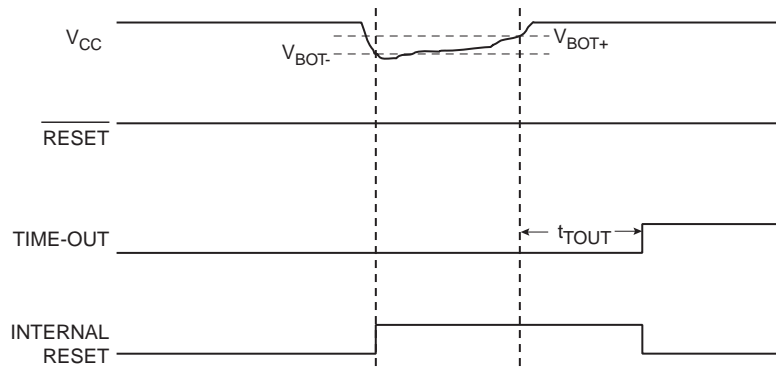 VCC
VBOT-
VBOT+
RESET
TIME-OUT
tTOUT
INTERNAL
RESET